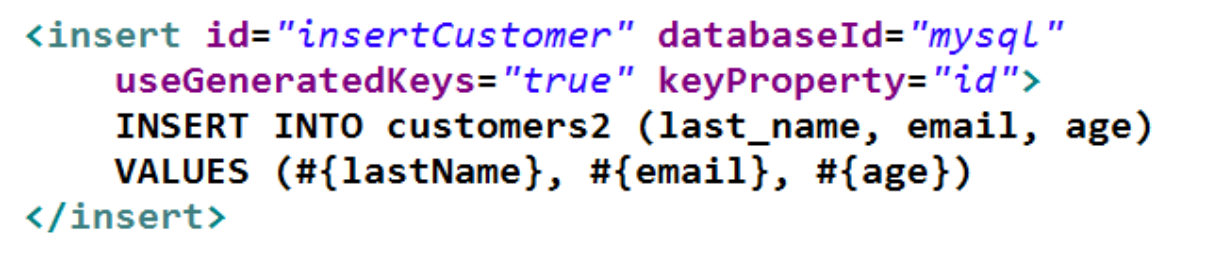 <insert id="insertCustomer" databaseId="mysql"
useGeneratedKeys="true" keyProperty="id">
INSERT INTO customers2 (last_name, email, age)
VALUES (#{lastName}, #{email}, #{age})
</insert>